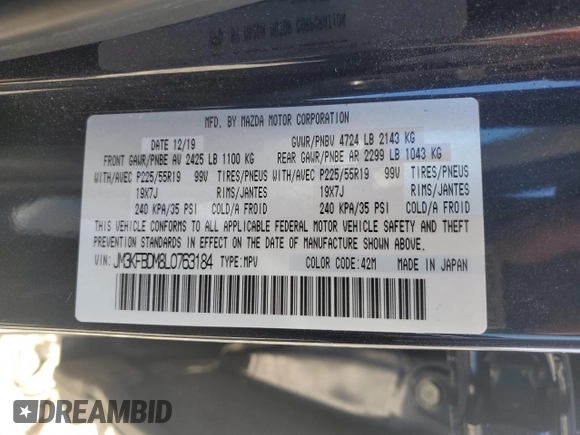 MFD. BY MAZDA MOTOR CORPORATION
DATE 12/19 GVWR/PNBV 4724 LB 2143 KG
FRONT GAWR/PNBE AV 2425 LB 1100 KG REAR GAWR/PNBE AR 2299 LB 1043 KG
WITH/AVEC P225/55R19 99V TIRES/PNEUS WITH/AVEC P225/55R19 99V TIRES/PNEUS
19X7J RIMS/JANTES 19X7J RIMS/JANTES
240 KPA/35 PSI COLD/A FROID 240 KPA/35 PSI COLD/A FROID
THIS VEHICLE CONFORMS TO ALL APPLICABLE FEDERAL MOTOR VEHICLE SAFETY AND THEFT
PREVENTION STANDARDS IN EFFECT ON THE DATE OF MANUFACTURE SHOWN ABOVE.
VIN: JM3KFBDM8L0763184 TYPE:MPV COLOR CODE:42M MADE IN JAPAN
DREAMBID